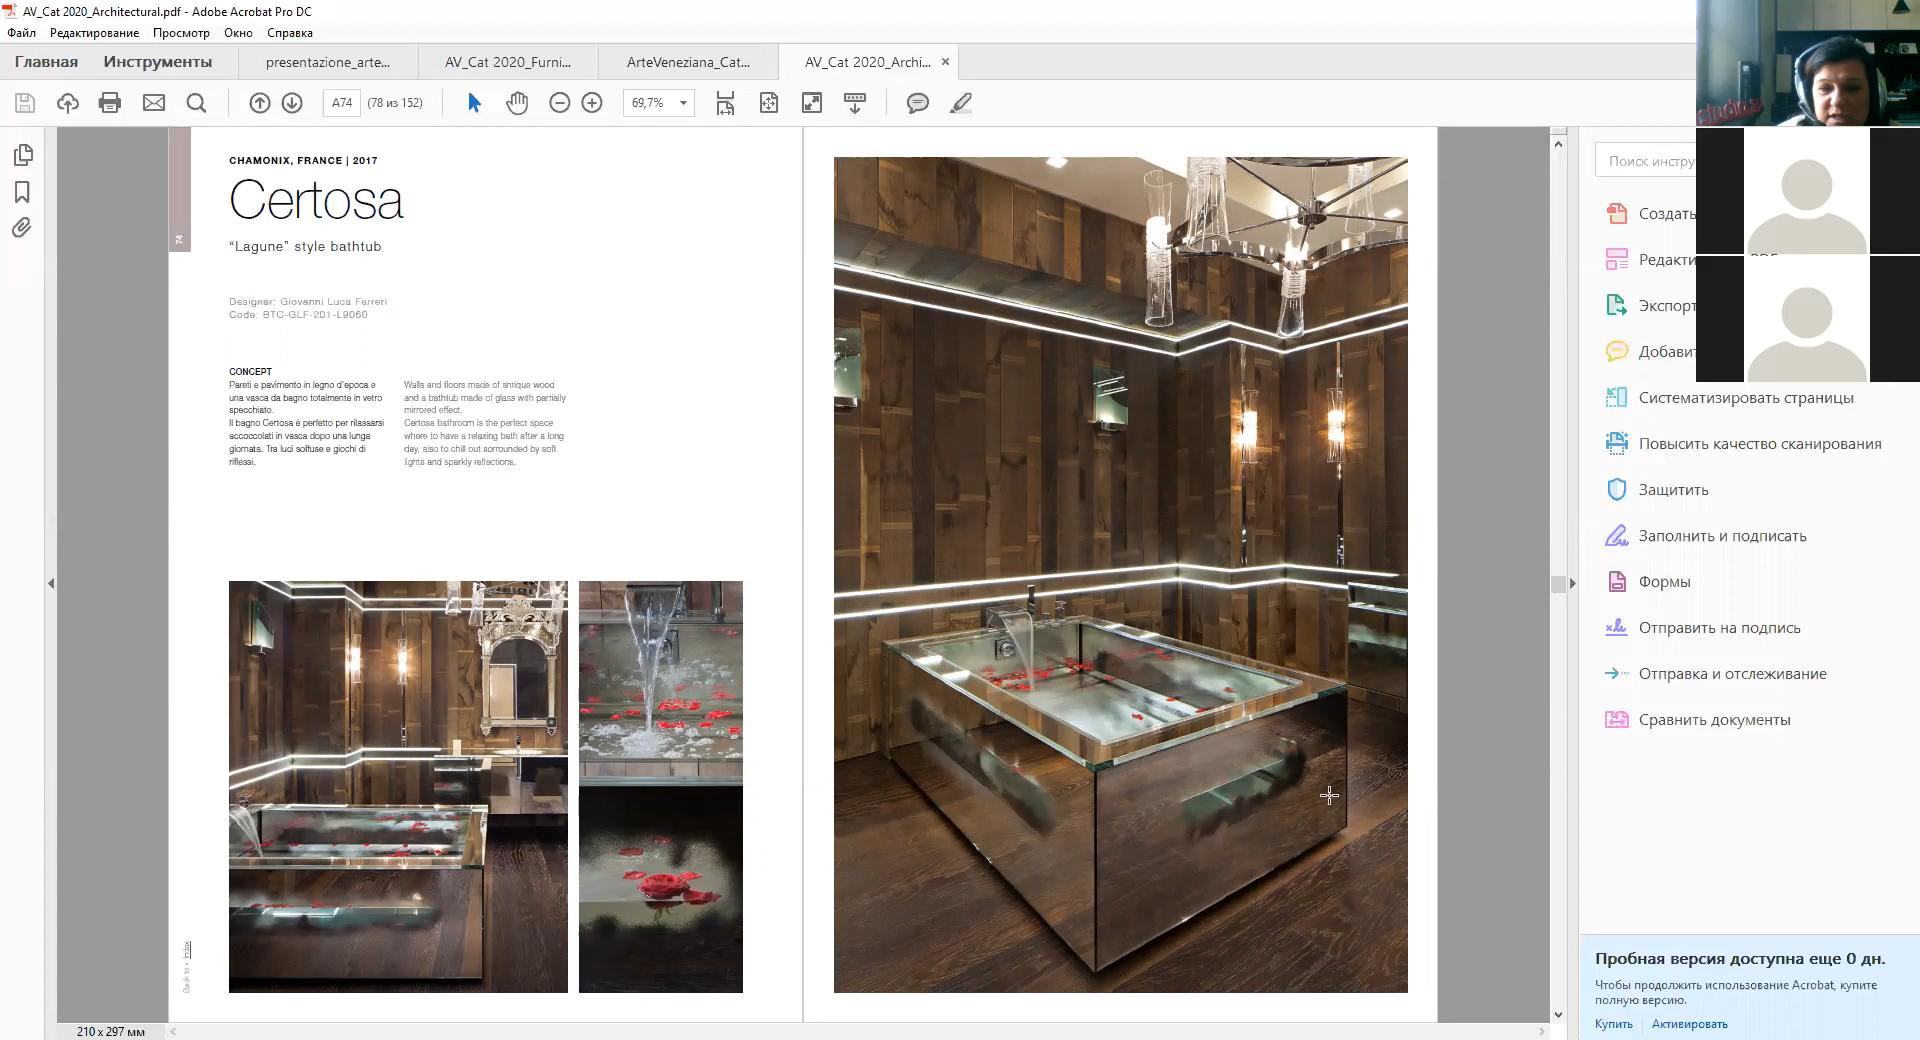 AV_Cat 2020_Architectural.pdf - Adobe Acrobat Pro DC
Файл Редактирование Просмотр Окно Справка
Главная Инструменты presentazione_arte... AV_Cat 2020_Furni... ArteVeneziana_Cat... AV_Cat 2020_Archi... ×
A74 (78 из 152) 69,7%
74
CHAMONIX, FRANCE | 2017
Certosa
“Lagune” style bathtub
Designer: Giovanni Luca Ferreri
Code: BTC-GLF-201-L9060
CONCEPT
Pareti e pavimento in legno d'epoca e
una vasca da bagno totalmente in vetro
specchiato.
Il bagno Certosa è perfetto per rilassarsi
accoccolati in vasca dopo una lunga
giornata. Tra luci soffuse e giochi di
riflessi.
Walls and floors made of antique wood
and a bathtub made of glass with partially
mirrored effect.
Certosa bathroom is the perfect space
where to have a relaxing bath after a long
day, also to chill out sorrounded by soft
lights and sparkly reflections.
Back to • Index
210 x 297 мм
Поиск инстру
Создать
Редакти
Экспорт
Добавит
Систематизировать страницы
Повысить качество сканирования
Защитить
Заполнить и подписать
Формы
Отправить на подпись
Отправка и отслеживание
Сравнить документы
Пробная версия доступна еще 0 дн.
Чтобы продолжить использование Acrobat, купите
полную версию.
Купить Активировать